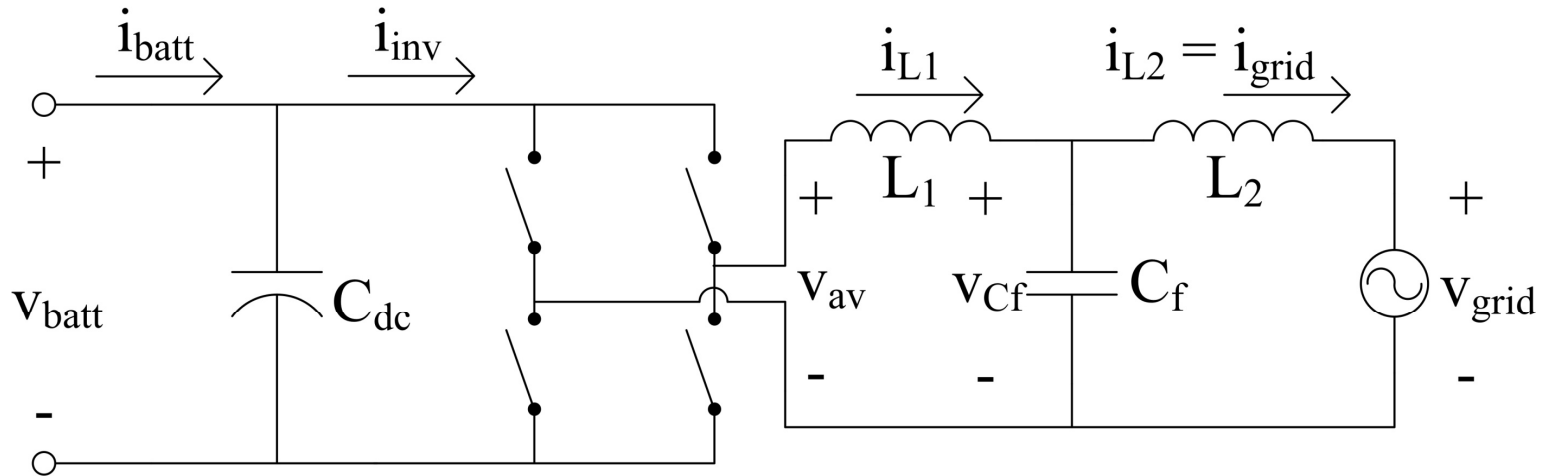 i_batt
i_inv
i_L1
i_L2 = i_grid
+
v_batt
-
C_dc
+
v_av
-
L_1
+
v_Cf
-
C_f
L_2
+
v_grid
-